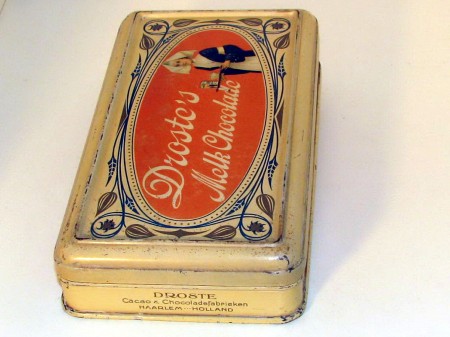 Droste's
Melk Chocolade
DROSTE
Cacao & Chocoladefabrieken
HAARLEM - HOLLAND